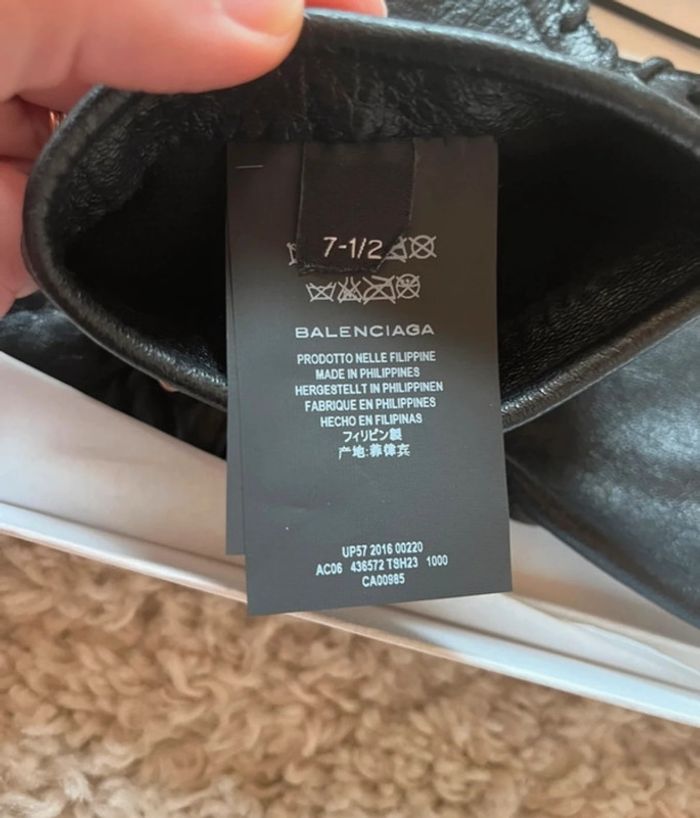 7-1/2
BALENCIAGA
PRODOTTO NELLE FILIPPINE
MADE IN PHILIPPINES
HERGESTELLT IN PHILIPPINEN
FABRIQUE EN PHILIPPINES
HECHO EN FILIPINAS
フィリピン製
产地:菲律宾
UP57 2016 00220
AC06 436572 TSH23 1000
CA00985